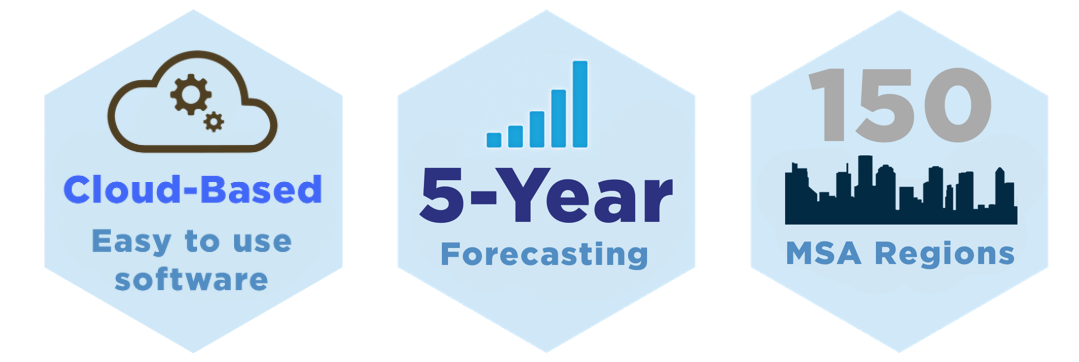 Cloud-Based
Easy to use
software
5-Year
Forecasting
150
MSA Regions